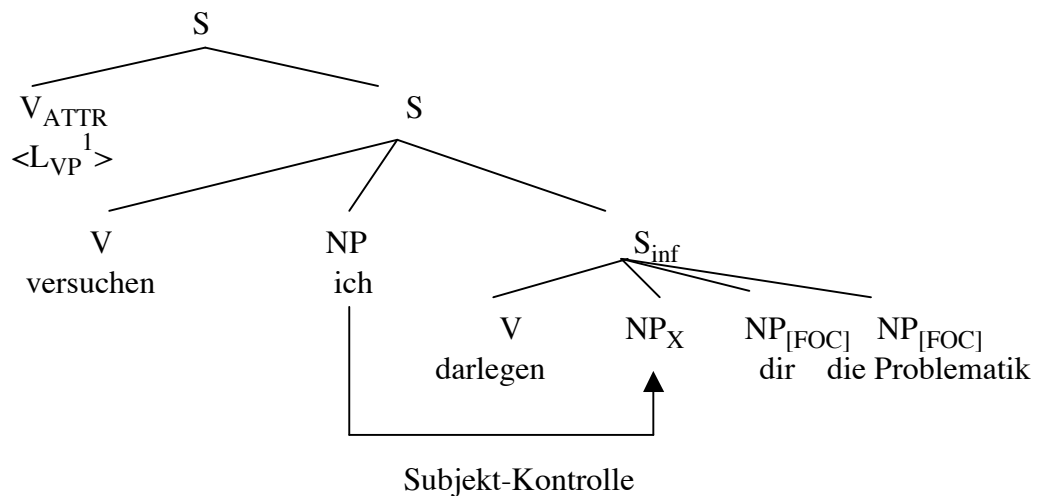 S
V_ATTR S
<L_VP^1>
V NP S_inf
versuchen ich
V NP_X NP_[FOC] NP_[FOC]
darlegen dir die Problematik
Subjekt-Kontrolle